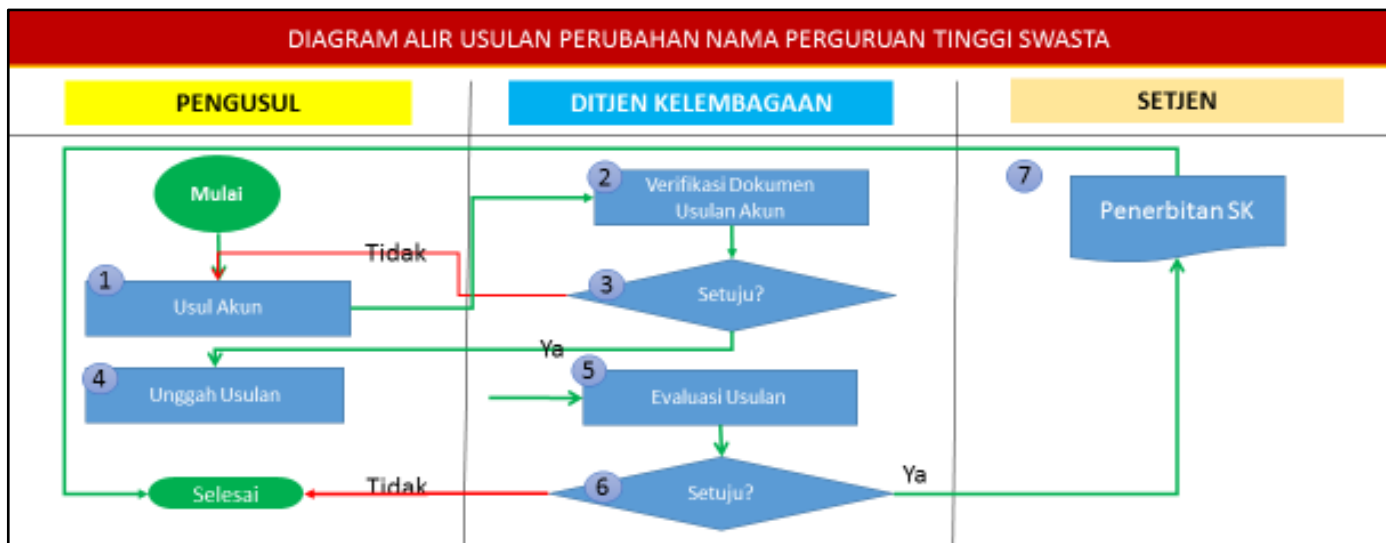 DIAGRAM ALIR USULAN PERUBAHAN NAMA PERGURUAN TINGGI SWASTA
PENGUSUL
DITJEN KELEMBAGAAN
SETJEN
Mulai
2
Verifikasi Dokumen
Usulan Akun
7
Penerbitan SK
Tidak
1
Usul Akun
3
Setuju?
Ya
4
Unggah Usulan
5
Evaluasi Usulan
Selesai
Tidak
6
Setuju?
Ya